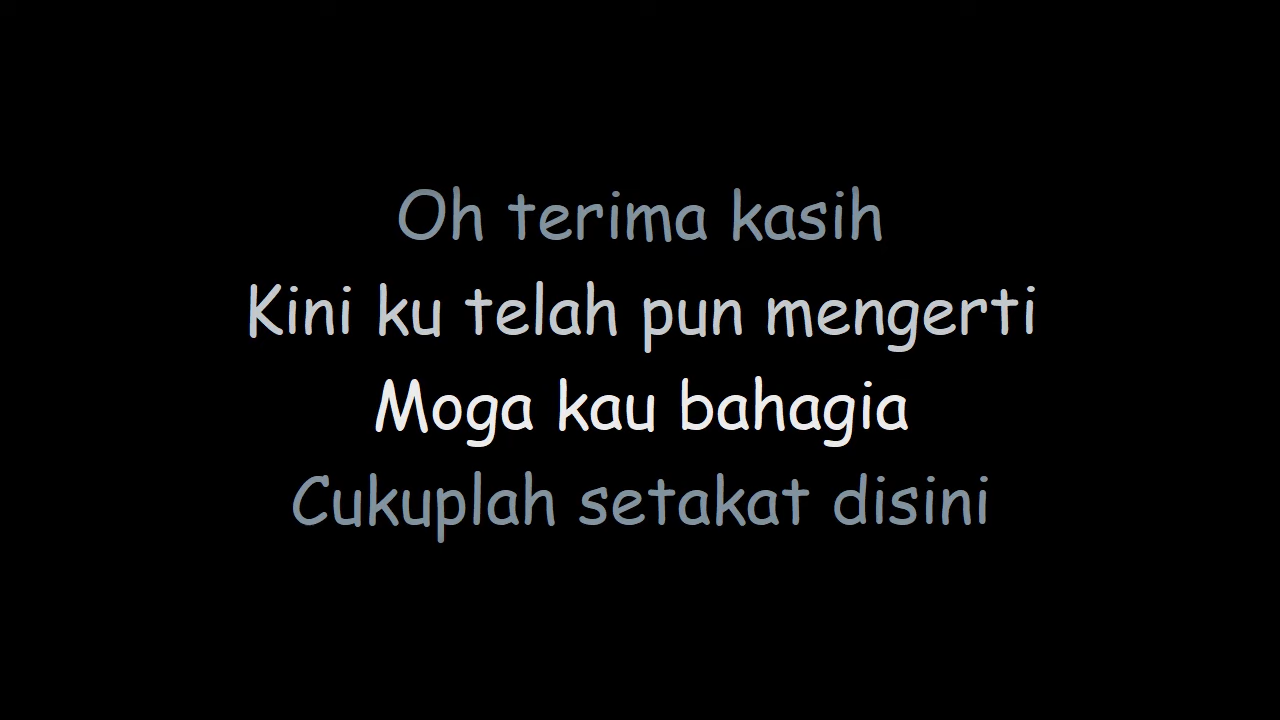 Oh terima kasih
Kini ku telah pun mengerti
Moga kau bahagia
Cukuplah setakat disini